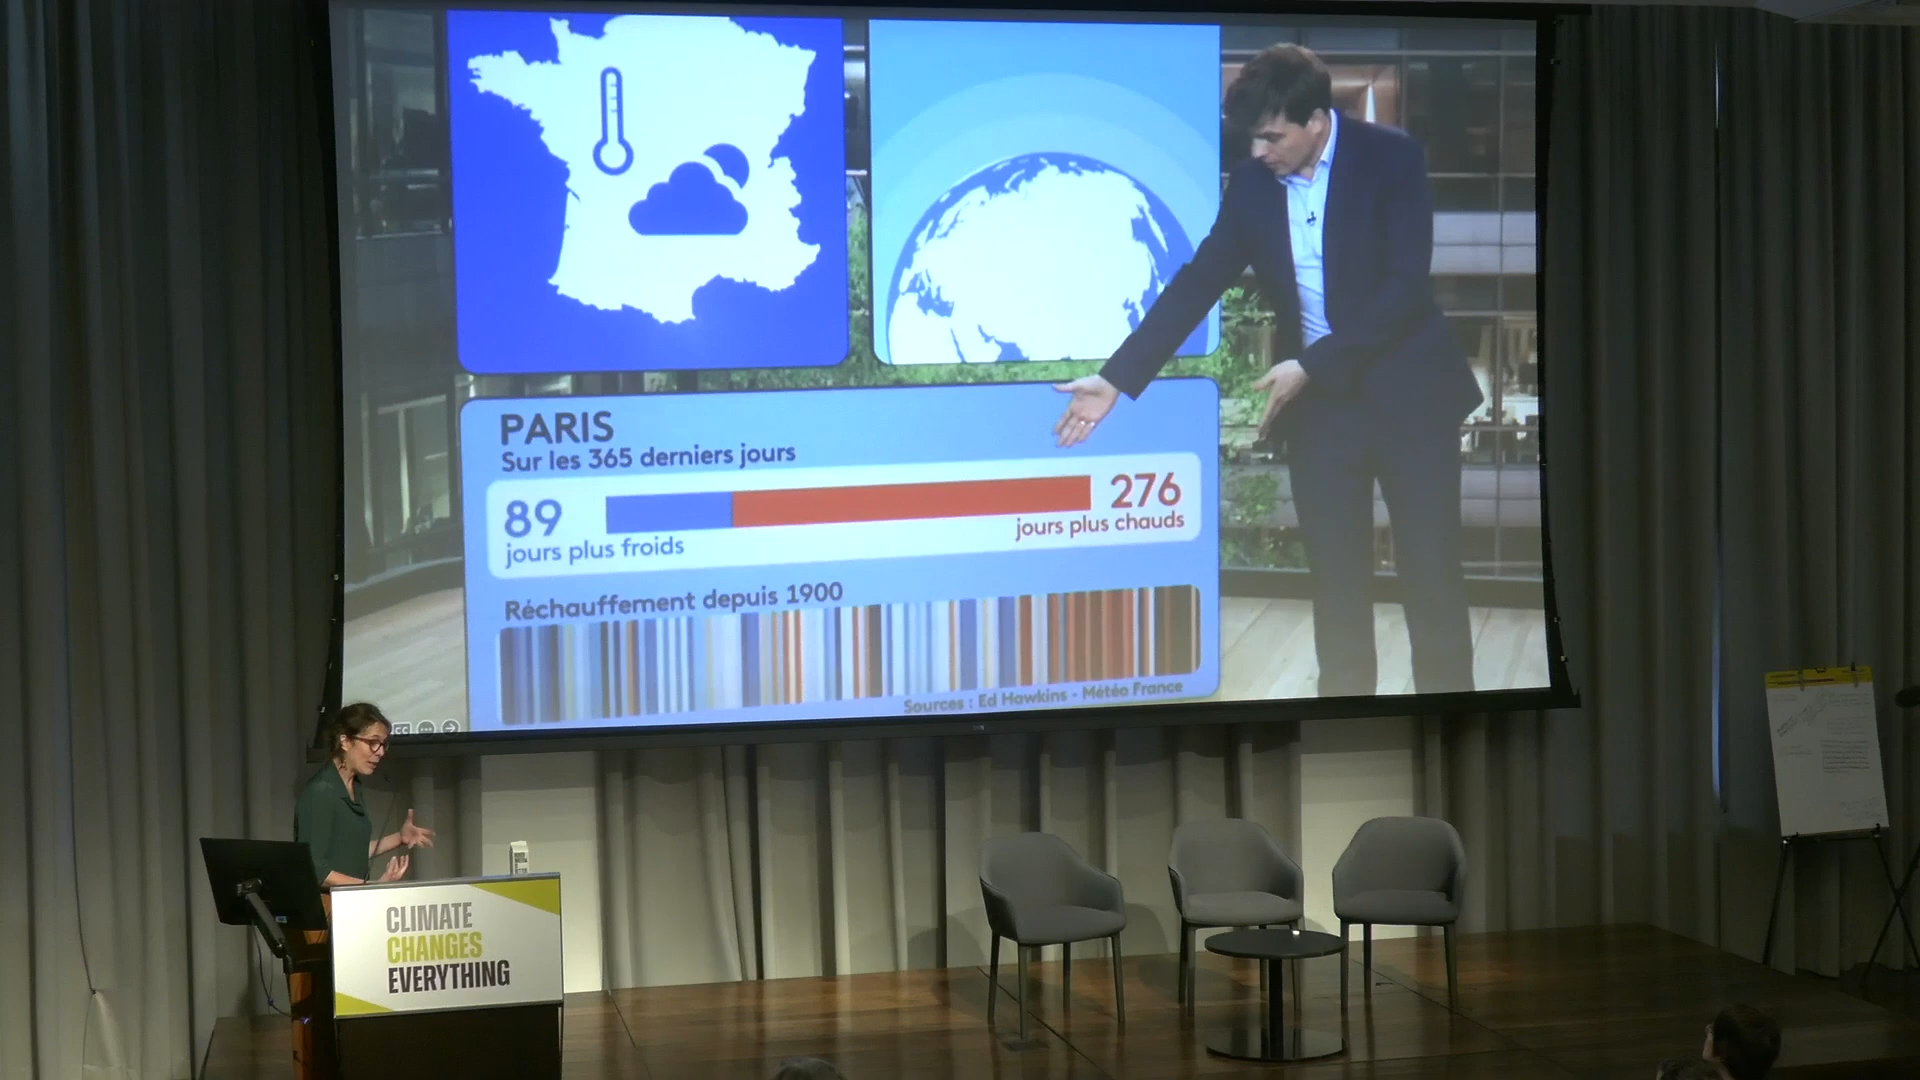 PARIS
Sur les 365 derniers jours
89
jours plus froids
276
jours plus chauds
Réchauffement depuis 1900
Sources : Ed Hawkins - Météo France
CC
CLIMATE
CHANGES
EVERYTHING